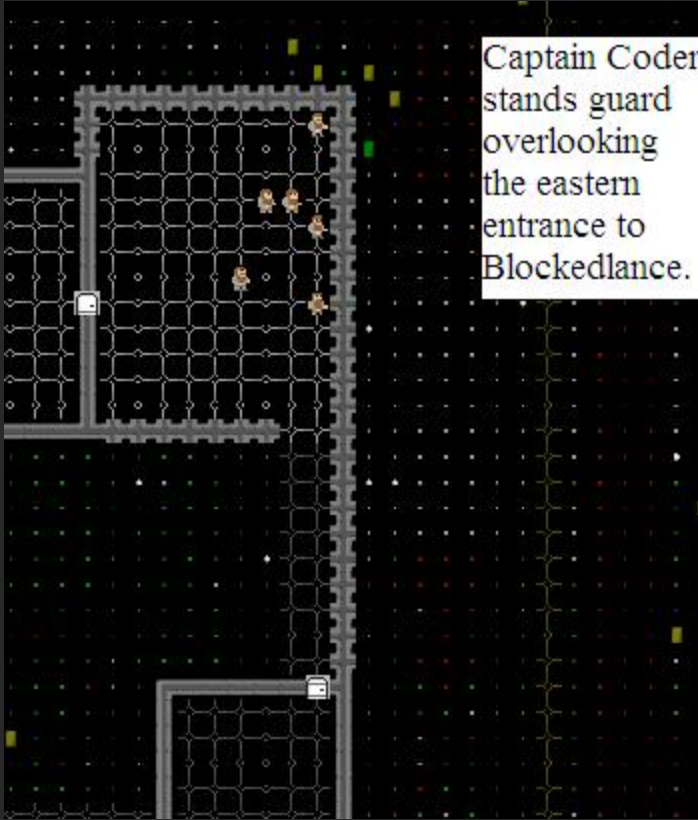 Captain Coder
stands guard
overlooking
the eastern
entrance to
Blockedlance.